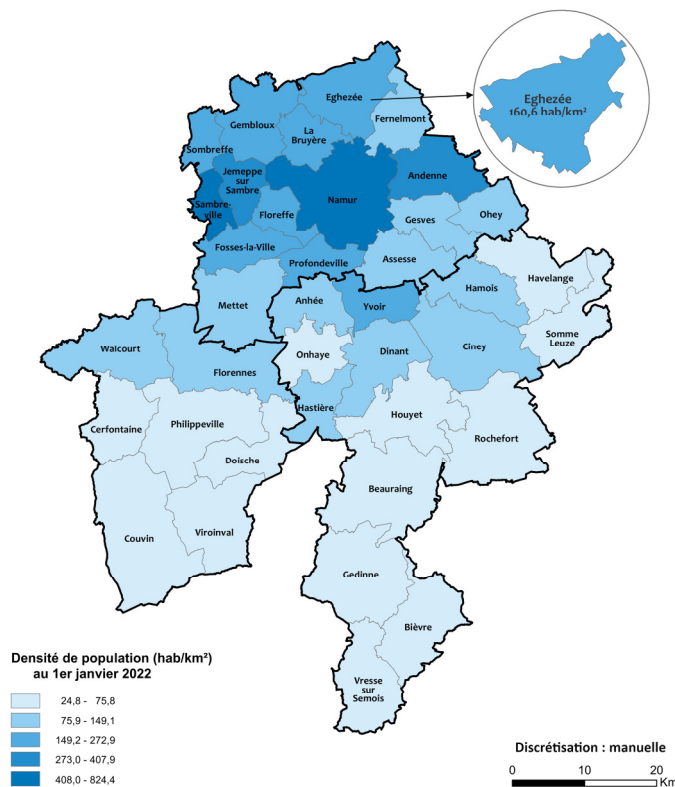 Eghezée
160,6 hab/km²
Eghezée
Fernelmont
Gembloux
La
Bruyère
Sombreffe
Jemeppe
sur
Sambre
Andenne
Namur
Sambre-
ville
Floreffe
Gesves
Ohey
Fosses-la-Ville
Profondeville
Assesse
Havelange
Hamois
Mettet
Anhée
Yvoir
Somme
Leuze
Walcourt
Onhaye
Dinant
Ciney
Florennes
Hastière
Houyet
Cerfontaine
Philippeville
Rochefort
Doische
Beauraing
Couvin
Viroinval
Gedinne
Bièvre
Vresse
sur
Semois
Densité de population (hab/km²)
au 1er janvier 2022
24,8 - 75,8
75,9 - 149,1
149,2 - 272,9
273,0 - 407,9
408,0 - 824,4
Discrétisation : manuelle
0 10 20
Km